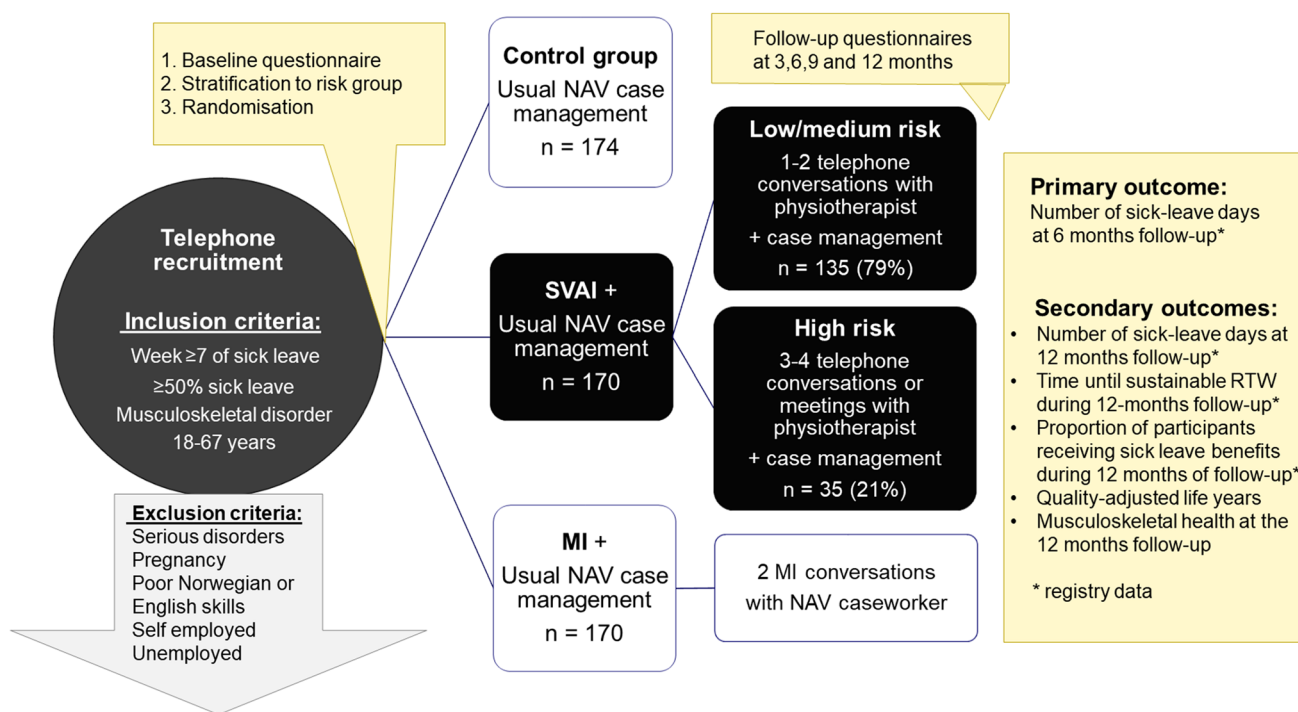 1. Baseline questionnaire
2. Stratification to risk group
3. Randomisation
Telephone
recruitment
Inclusion criteria:
Week ≥7 of sick leave
≥50% sick leave
Musculoskeletal disorder
18-67 years
Exclusion criteria:
Serious disorders
Pregnancy
Poor Norwegian or
English skills
Self employed
Unemployed
Control group
Usual NAV case
management
n = 174
SVAI +
Usual NAV case
management
n = 170
MI +
Usual NAV case
management
n = 170
Follow-up questionnaires
at 3,6,9 and 12 months
Low/medium risk
1-2 telephone
conversations with
physiotherapist
+ case management
n = 135 (79%)
High risk
3-4 telephone
conversations or
meetings with
physiotherapist
+ case management
n = 35 (21%)
2 MI conversations
with NAV caseworker
Primary outcome:
Number of sick-leave days
at 6 months follow-up*
Secondary outcomes:
• Number of sick-leave days at
12 months follow-up*
• Time until sustainable RTW
during 12-months follow-up*
• Proportion of participants
receiving sick leave benefits
during 12 months of follow-up*
• Quality-adjusted life years
• Musculoskeletal health at the
12 months follow-up
* registry data